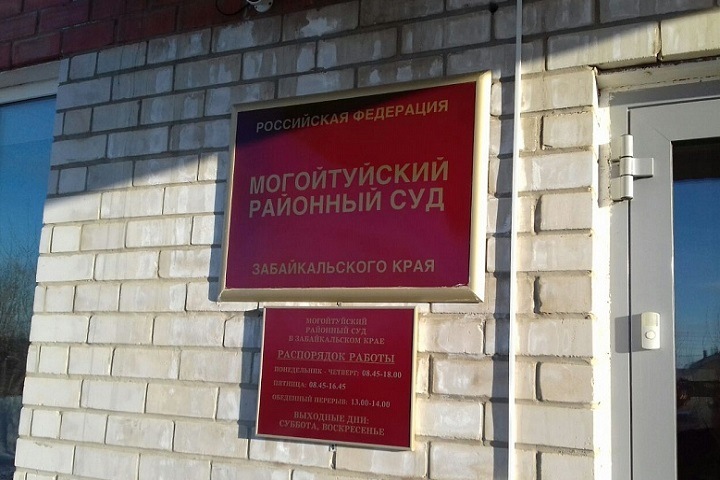 РОССИЙСКАЯ ФЕДЕРАЦИЯ
МОГОЙТУЙСКИЙ
РАЙОННЫЙ СУД
ЗАБАЙКАЛЬСКОГО КРАЯ
МОГОЙТУЙСКИЙ
РАЙОННЫЙ СУД
В ЗАБАЙКАЛЬСКОМ КРАЕ
РАСПОРЯДОК РАБОТЫ
ПОНЕДЕЛЬНИК - ЧЕТВЕРГ: 08.45-18.00
ПЯТНИЦА: 08.45-16.45
ОБЕДЕННЫЙ ПЕРЕРЫВ: 13.00-14.00
ВЫХОДНЫЕ ДНИ:
СУББОТА, ВОСКРЕСЕНЬЕ